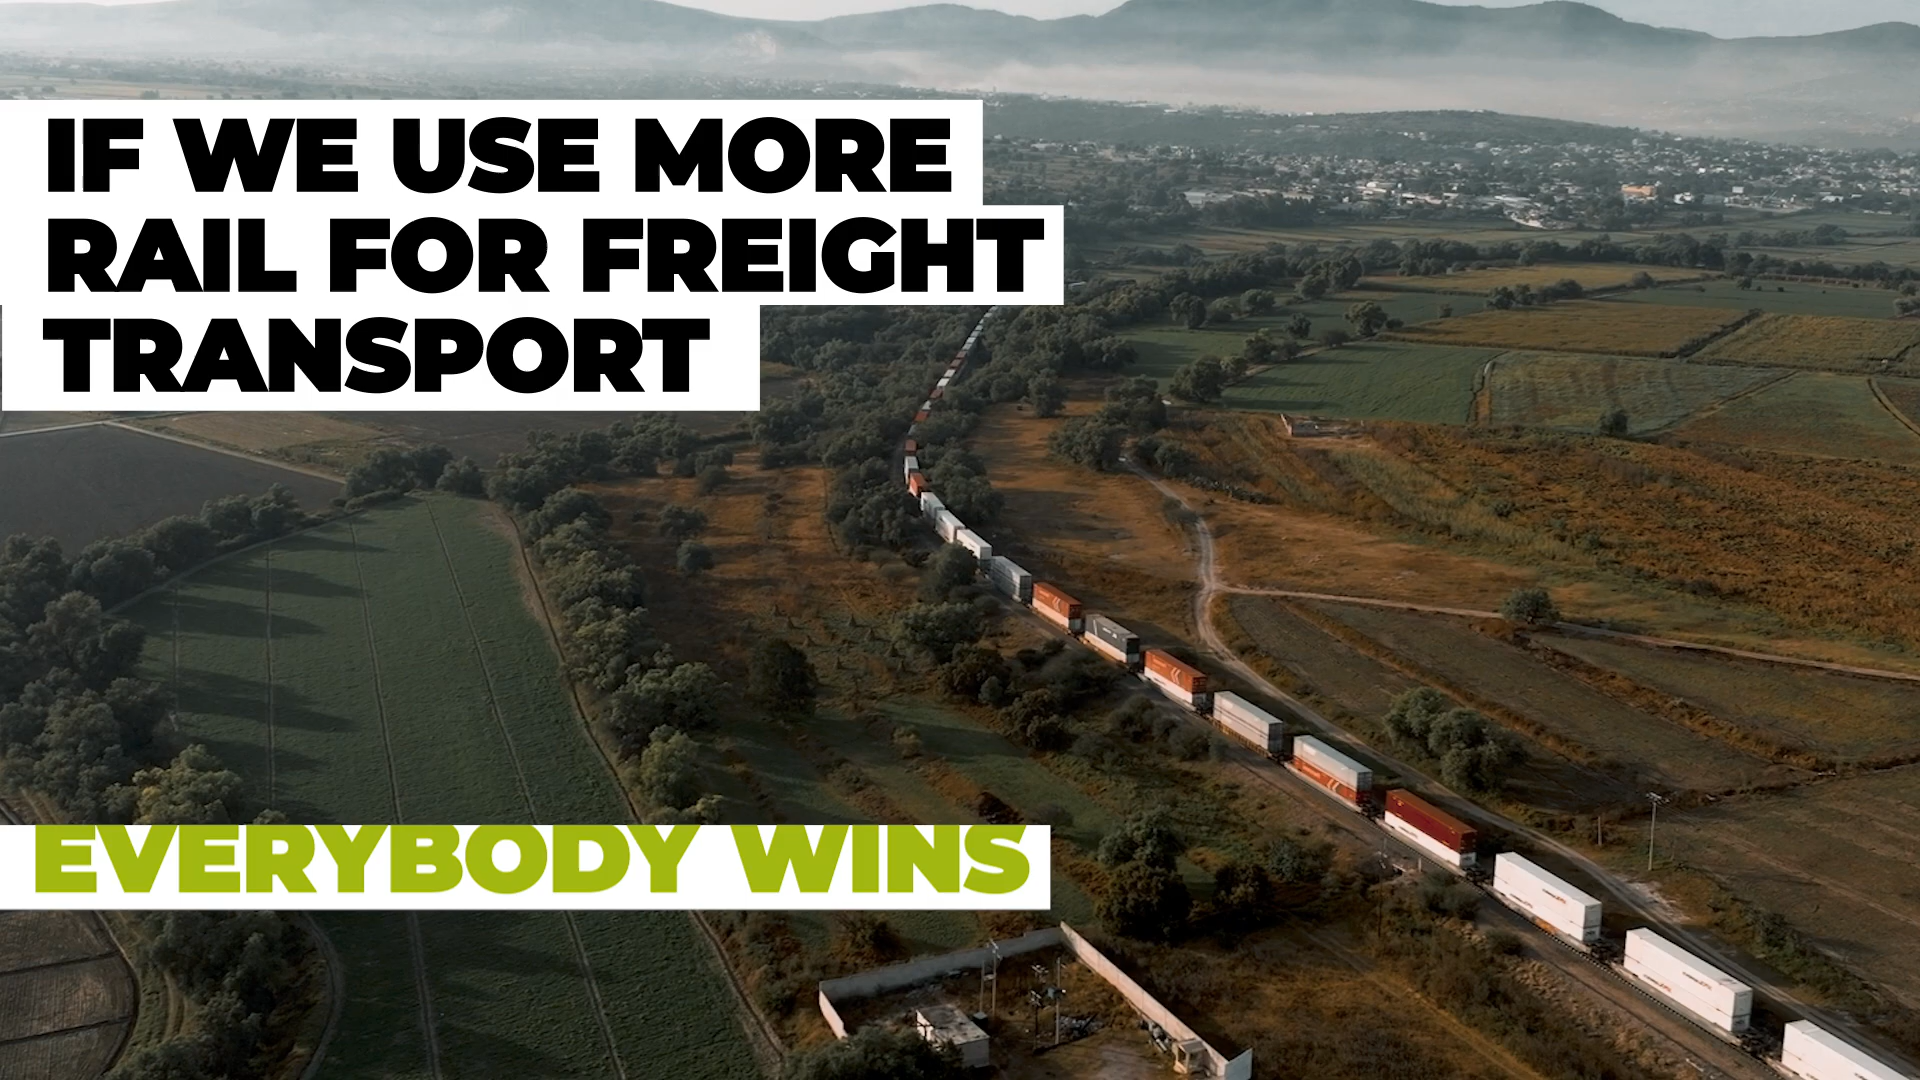 IF WE USE MORE
RAIL FOR FREIGHT
TRANSPORT
EVERYBODY WINS